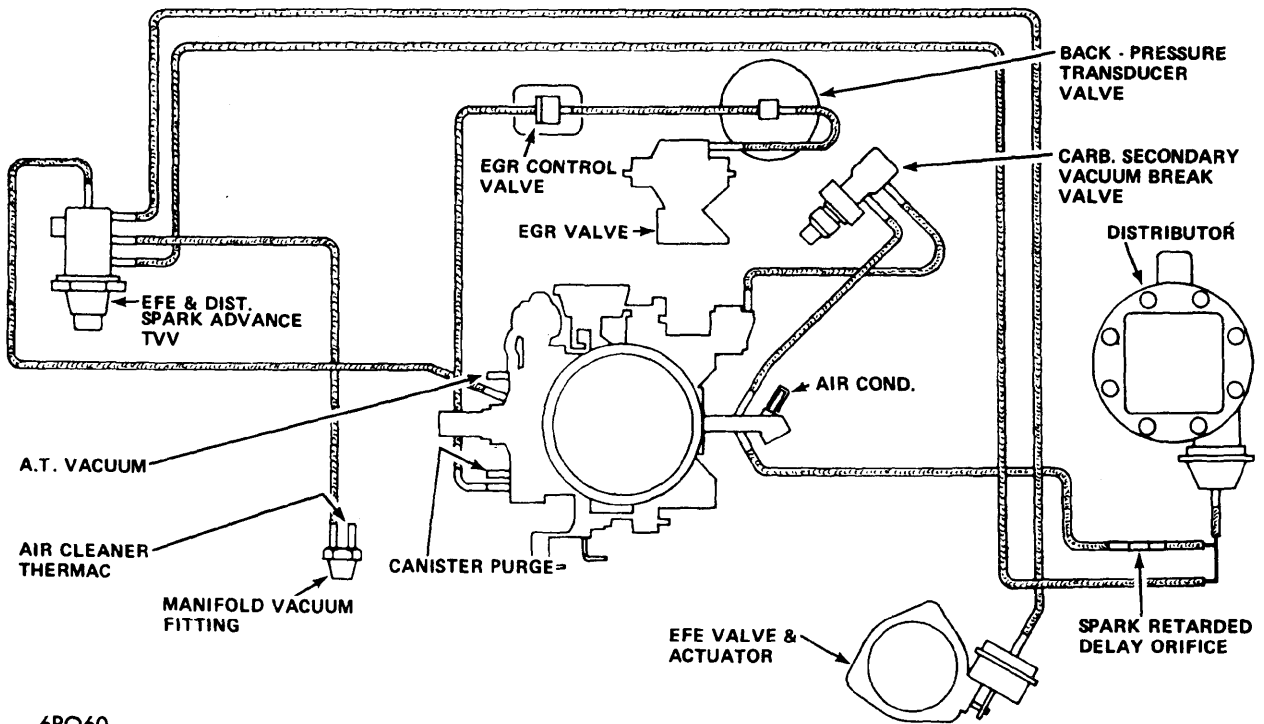 BACK - PRESSURE
TRANSDUCER
VALVE
EGR CONTROL
VALVE
CARB. SECONDARY
VACUUM BREAK
VALVE
EGR VALVE
DISTRIBUTOR
EFE & DIST.
SPARK ADVANCE
TVV
AIR COND.
A.T. VACUUM
AIR CLEANER
THERMAC
CANISTER PURGE
MANIFOLD VACUUM
FITTING
EFE VALVE &
ACTUATOR
SPARK RETARDED
DELAY ORIFICE